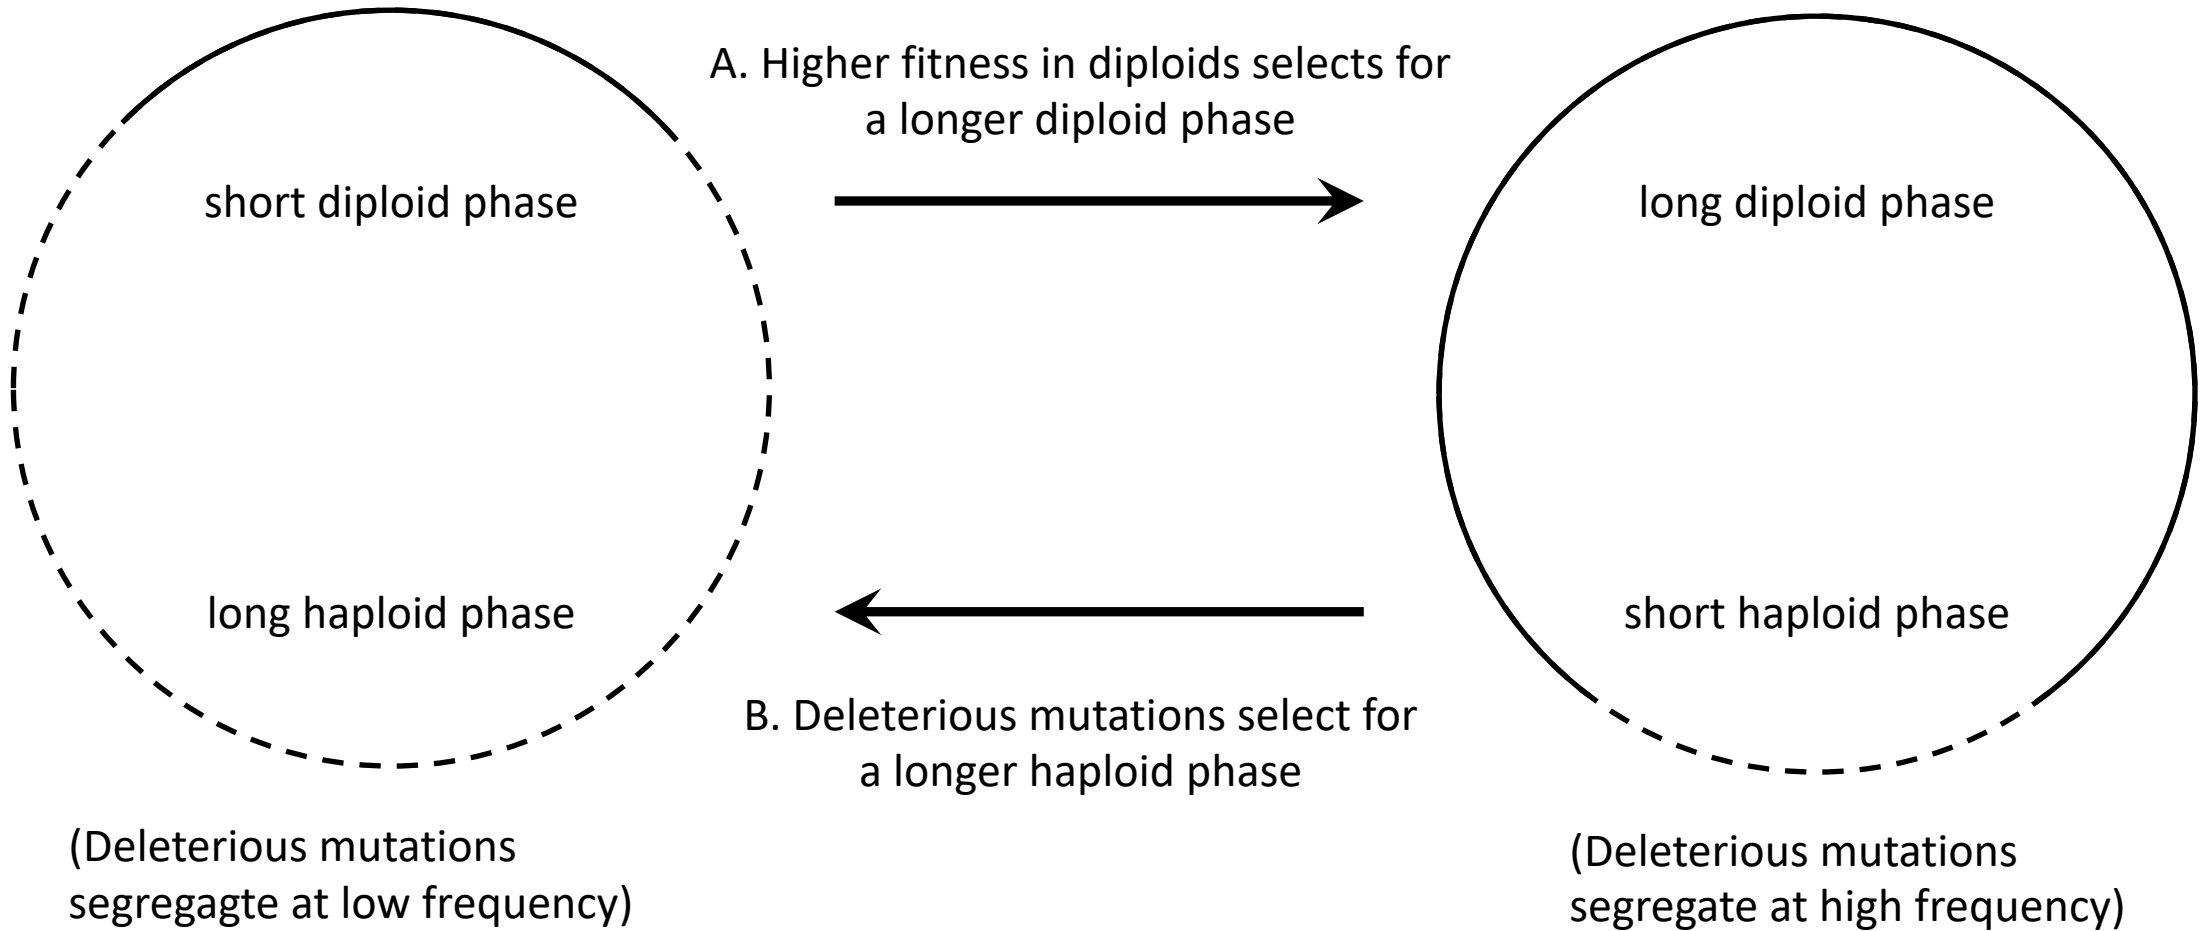 A. Higher fitness in diploids selects for
a longer diploid phase
short diploid phase
long diploid phase
long haploid phase
short haploid phase
B. Deleterious mutations select for
a longer haploid phase
(Deleterious mutations
segregagte at low frequency)
(Deleterious mutations
segregate at high frequency)